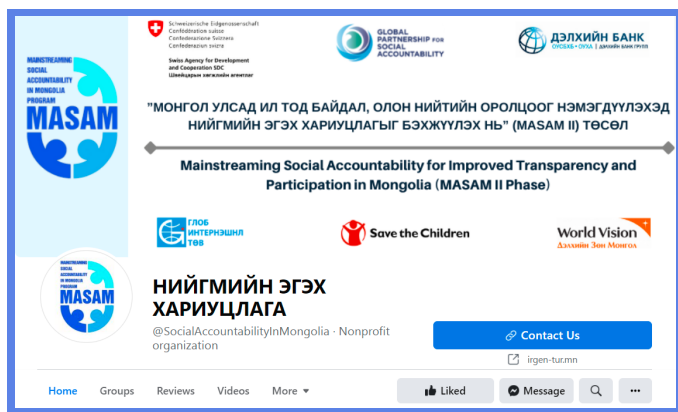 Schweizerische Eidgenossenschaft
Confédération suisse
Confederazione Svizzera
Confederaziun svizra
Swiss Agency for Development
and Cooperation SDC
Швейцарын хөгжлийн агентлаг
GLOBAL
PARTNERSHIP FOR
SOCIAL
ACCOUNTABILITY
ДЭЛХИЙН БАНК
ОУСБХБ • ОУХА | ДЭЛХИЙН БАНК ГРУПП
MAINSTREAMING
SOCIAL
ACCOUNTABILITY
IN MONGOLIA
PROGRAM
MASAM
"МОНГОЛ УЛСАД ИЛ ТОД БАЙДАЛ, ОЛОН НИЙТИЙН ОРОЛЦООГ НЭМЭГДҮҮЛЭХЭД
НИЙГМИЙН ЭГЭХ ХАРИУЦЛАГЫГ БЭХЖҮҮЛЭХ НЬ" (MASAM II) ТӨСӨЛ
Mainstreaming Social Accountability for Improved Transparency and
Participation in Mongolia (MASAM II Phase)
ГЛОБ
ИНТЕРНЭШНЛ
ТӨВ
Save the Children
World Vision
Дэлхийн Зөн Монгол
MAINSTREAMING
SOCIAL
ACCOUNTABILITY
IN MONGOLIA
PROGRAM
MASAM
НИЙГМИЙН ЭГЭХ
ХАРИУЦЛАГА
@SocialAccountabilityInMongolia · Nonprofit
organization
Contact Us
irgen-tur.mn
Home Groups Reviews Videos More
Liked Message